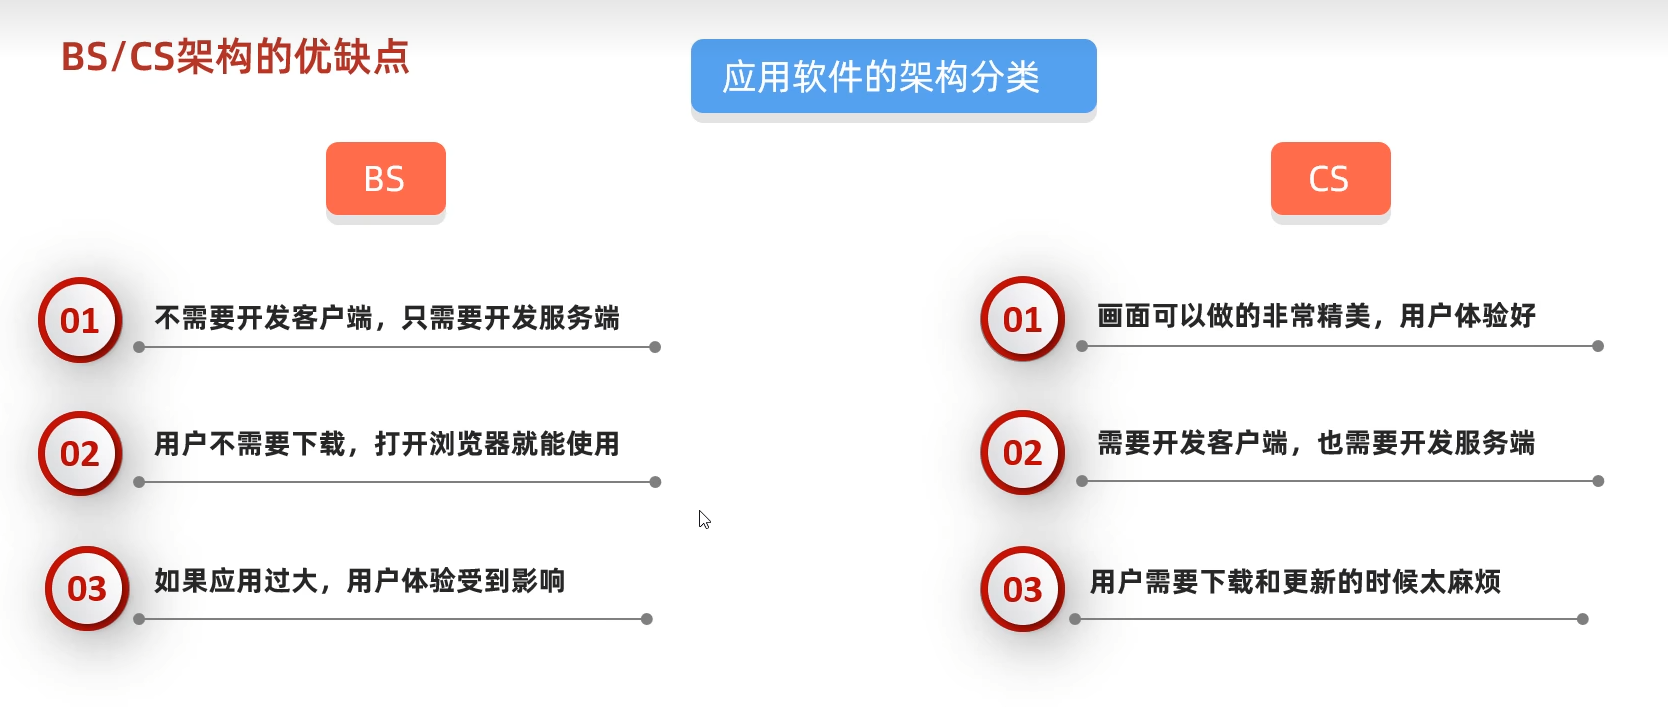 BS/CS架构的优缺点
应用软件的架构分类
BS
CS
01
不需要开发客户端，只需要开发服务端
02
用户不需要下载，打开浏览器就能使用
03
如果应用过大，用户体验受到影响
01
画面可以做的非常精美，用户体验好
02
需要开发客户端，也需要开发服务端
03
用户需要下载和更新的时候太麻烦